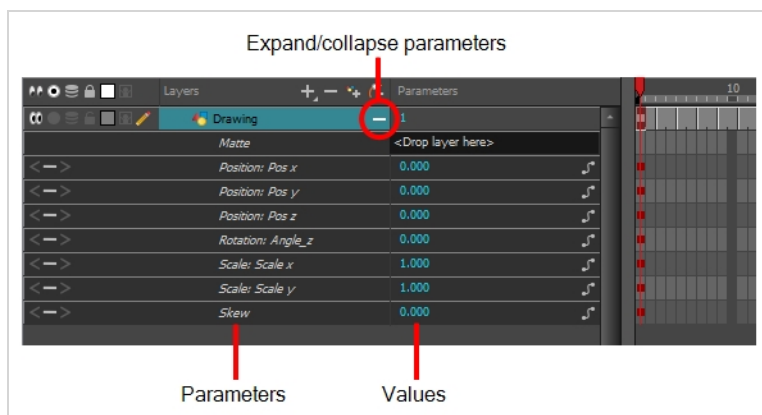 Expand/collapse parameters
Layers Parameters 10
Drawing 1
Matte <Drop layer here>
Position: Pos x 0.000
Position: Pos y 0.000
Position: Pos z 0.000
Rotation: Angle_z 0.000
Scale: Scale x 1.000
Scale: Scale y 1.000
Skew 0.000
Parameters Values